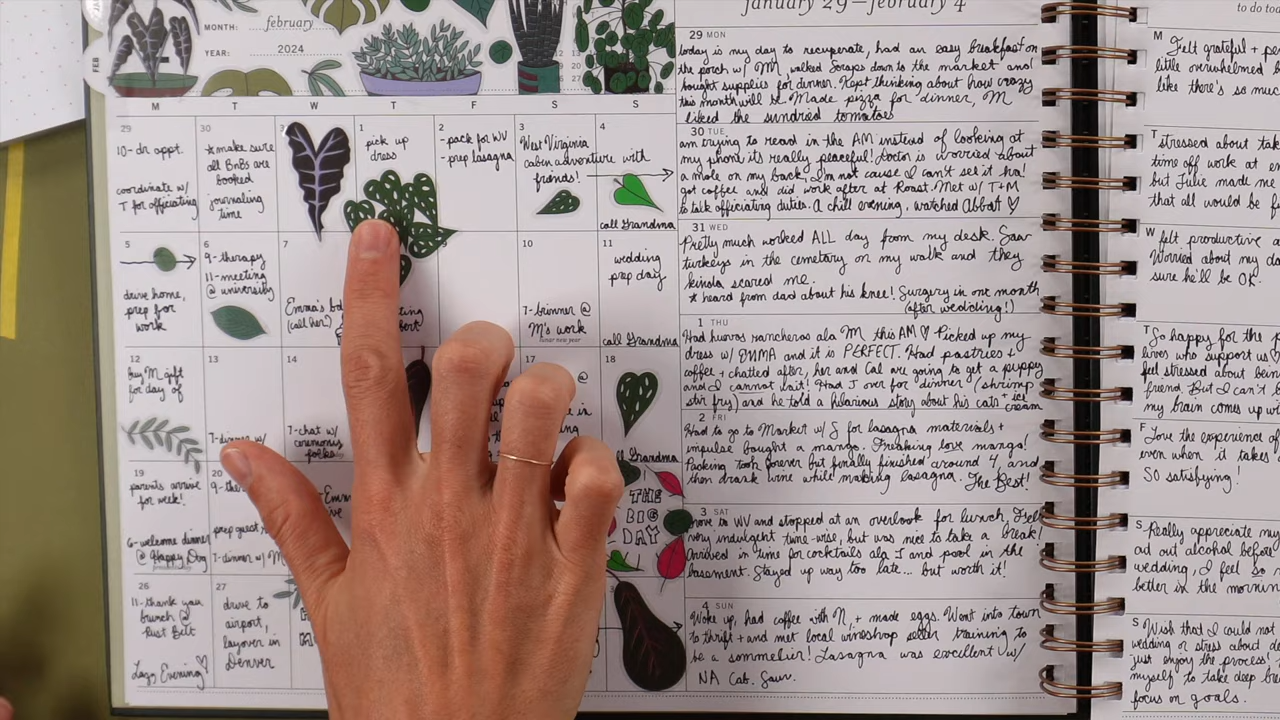 FEB
MONTH: february
YEAR: 2024
M T W T F S S
29
10-dr appt.
coordinate w/
T for officiating
30
*make sure
all BnBs are
booked
journaling
time
1
pick up
dress
2
-pack for WV
-prep lasagna
3
West Virginia
cabin adventure with
friends!
4
call Grandma
5
drive home,
prep for
work
6
9-therapy
11-meeting
@ university
7
Emma's
(call her?)
10
7-brinner @
M's work
lunar new year
11
wedding
prep day
call Grandma
12
buy M gift
for day of
13
7-dinner w/
14
7-chat w/
ceremony
folks
17
@
18
call Grandma
19
parents arrive
for week!
6-welcome dinner
@ Happy Dog
20
prep guest
7-dinner w/ M
THE
BIG
DAY
26
11-thank you
brunch @
Rust Belt
Lazy Evening
27
drive to
airport,
layover in
Denver
january 29–february 4
29 MON
today is my day to recuperate, had an easy breakfast on
the porch w/ M, walked Scraps down to the market and
bought supplies for dinner. Kept thinking about how crazy
this month will be. Made pizza for dinner, M
liked the sundried tomatoes
30 TUE
am trying to read in the AM instead of looking at
my phone it's really peaceful! Doctor is worried about
a mole on my back, I'm not cause I can't see it ha!
got coffee and did work after at Roast. Met w/ T+M
to talk officiating duties. A chill evening, watched Abbott
31 WED
Pretty much worked ALL day from my desk. Saw
turkeys in the cemetary on my walk and they
kinda scared me.
* heard from dad about his knee! Surgery in one month
(after wedding!)
1 THU
Had huevos rancheros ala M this AM Picked up my
dress w/ OMMA and it is PERFECT. Had pastries +
coffee + chatted after, her and Cal are going to get a puppy
and I cannot wait! Had J over for dinner (shrimp
stir fry) and he told a hilarious story about his cats + ice
cream
2 FRI
Had to go to Market w/ J for lasagna materials +
impulse bought a mango. Freaking love mango!
Packing took forever but finally finished around 4 and
then drank wine while making lasagna. The Best!
3 SAT
Drove to WV and stopped at an overlook for lunch. Feel
very indulgent time-wise, but was nice to take a break!
Arrived in time for cocktails ala J and pool in the
basement. Stayed up way too late... but worth it!
4 SUN
Woke up, had coffee with N, + made eggs. Went into town
to thrift + and met local wineshop seller training to
be a sommelier! Lasagna was excellent w/
NA Cab. Sauv.
to do too
M
Felt grateful +
little overwhelmed
like there's so much
T
stressed about
time off work at
but Julie made me
that all would be
W
felt productive
Worried about my
sure he'll be OK.
T
So happy for the
lives who support us
feel stressed about
friend. But I can't
my brain comes up
F
Love the experience
even when it takes
SO satisfying!
S
Really appreciate my
out alcohol before
wedding, I feel so
better in the
S
Wish that I could not
wedding or stress about
just enjoy the process,
myself to take deep
focus on goals.